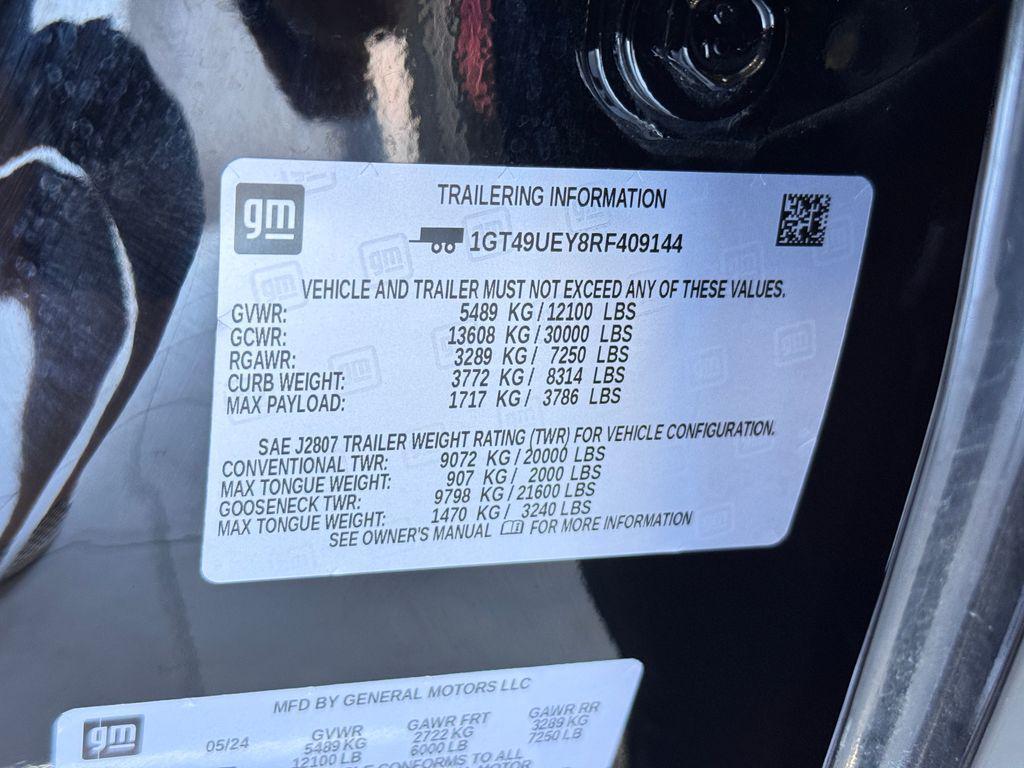 gm
TRAILERING INFORMATION
1GT49UEY8RF409144
VEHICLE AND TRAILER MUST NOT EXCEED ANY OF THESE VALUES.
GVWR: 5489 KG / 12100 LBS
GCWR: 13608 KG / 30000 LBS
RGAWR: 3289 KG / 7250 LBS
CURB WEIGHT: 3772 KG / 8314 LBS
MAX PAYLOAD: 1717 KG / 3786 LBS
SAE J2807 TRAILER WEIGHT RATING (TWR) FOR VEHICLE CONFIGURATION.
CONVENTIONAL TWR: 9072 KG / 20000 LBS
MAX TONGUE WEIGHT: 907 KG / 2000 LBS
GOOSENECK TWR: 9798 KG / 21600 LBS
MAX TONGUE WEIGHT: 1470 KG / 3240 LBS
SEE OWNER'S MANUAL FOR MORE INFORMATION
gm
MFD BY GENERAL MOTORS LLC
05/24 GVWR GAWR FRT GAWR RR
5489 KG 2722 KG 3289 KG
12100 LB 6000 LB 7250 LB
CONFORMS TO ALL
MOTOR